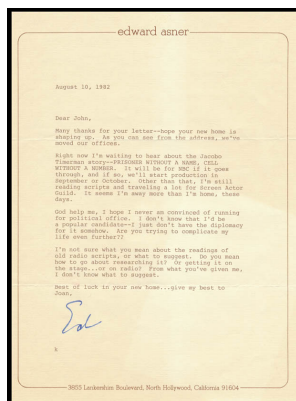 edward asner
August 10, 1982
Dear John,
Many thanks for your letter--hope your new home is
shaping up. As you can see from the address, we've
moved our offices.
Right now I'm waiting to hear about the Jacobo
Timerman story--PRISONER WITHOUT A NAME, CELL
WITHOUT A NUMBER. It will be for NBC if it goes
through, and if so, we'll start production in
September or October. Other than that, I'm still
reading scripts and traveling a lot for Screen Actor
Guild. It seems I'm away more than I'm home, these
days.
God help me, I hope I never am convinced of running
for political office. I don't know that I'd be
a popular candidate--I just don't have the diplomacy
for it somehow. Are you trying to complicate my
life even further??
I'm not sure what you mean about the readings of
old radio scripts, or what to suggest. Do you mean
how to go about researching it? Or getting it on
the stage...or on radio? From what you've given me,
I don't know what to suggest.
Best of luck in your new home...give my best to
Joan.
Ed
3855 Lankershim Boulevard, North Hollywood, California 91604